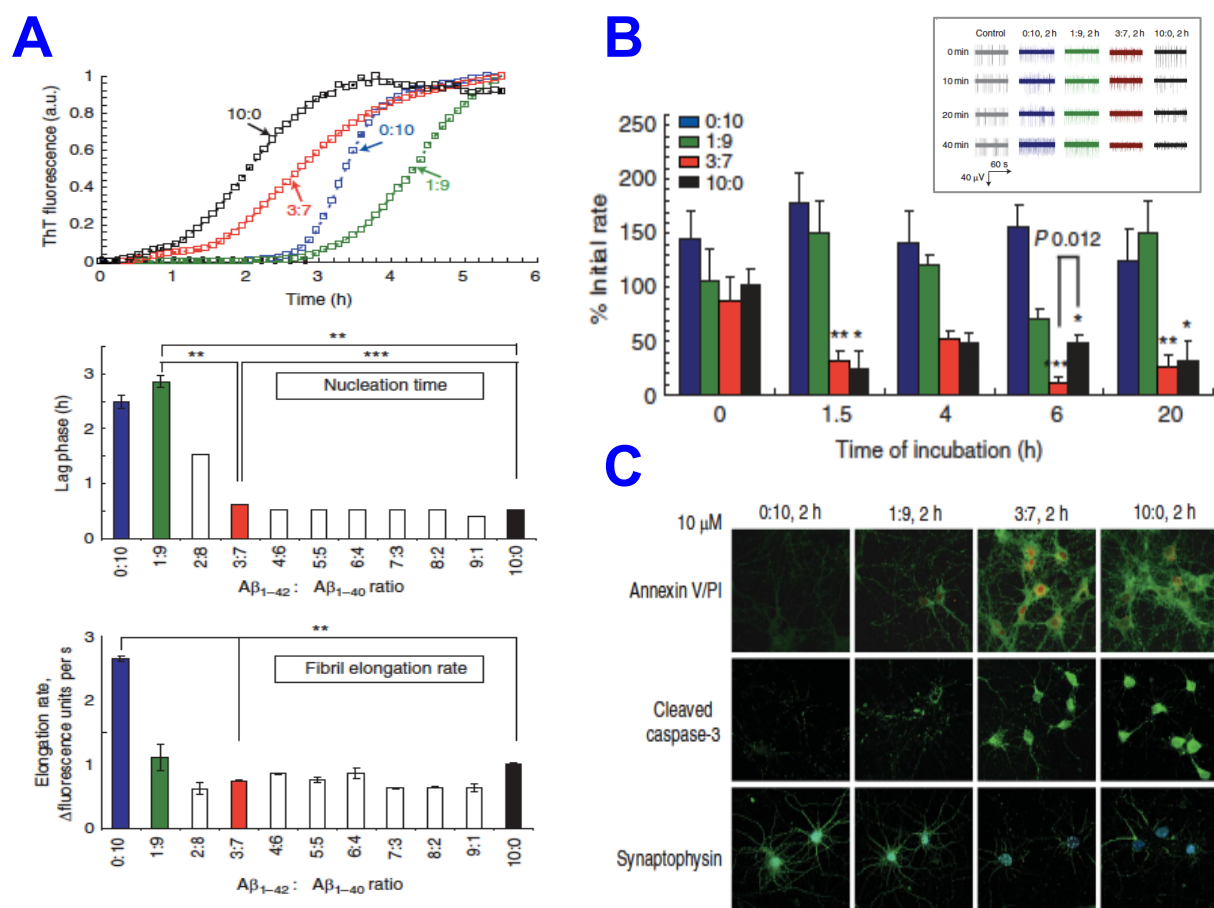 A
ThT fluorescence (a.u.)
1
0.8
0.6
0.4
0.2
0
10:0
0:10
3:7
1:9
0 1 2 3 4 5 6
Time (h)
**
** ***
Nucleation time
Lag phase (h)
3
2
1
0
0:10 1:9 2:8 3:7 4:6 5:5 6:4 7:3 8:2 9:1 10:0
Aβ1–42 : Aβ1–40 ratio
**
Fibril elongation rate
Elongation rate,
Δfluorescence units per s
3
2
1
0
0:10 1:9 2:8 3:7 4:6 5:5 6:4 7:3 8:2 9:1 10:0
Aβ1–42 : Aβ1–40 ratio
B
Control 0:10, 2 h 1:9, 2 h 3:7, 2 h 10:0, 2 h
0 min
10 min
20 min
40 min
60 s
40 µV
% Initial rate
250
200
150
100
50
0
0:10
1:9
3:7
10:0
P 0.012
** * *** * ** *
0 1.5 4 6 20
Time of incubation (h)
C
10 µM 0:10, 2 h 1:9, 2 h 3:7, 2 h 10:0, 2 h
Annexin V/PI
Cleaved
caspase-3
Synaptophysin